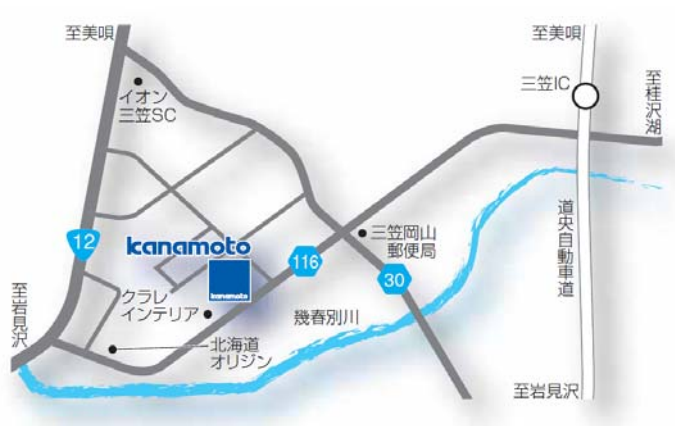 至美唄
至美唄
イオン
三笠SC
三笠IC
至桂沢湖
12
kanamoto
kanamoto
116
三笠岡山
郵便局
30
道央自動車道
至岩見沢
クラレ
インテリア
幾春別川
北海道
オリジン
至岩見沢